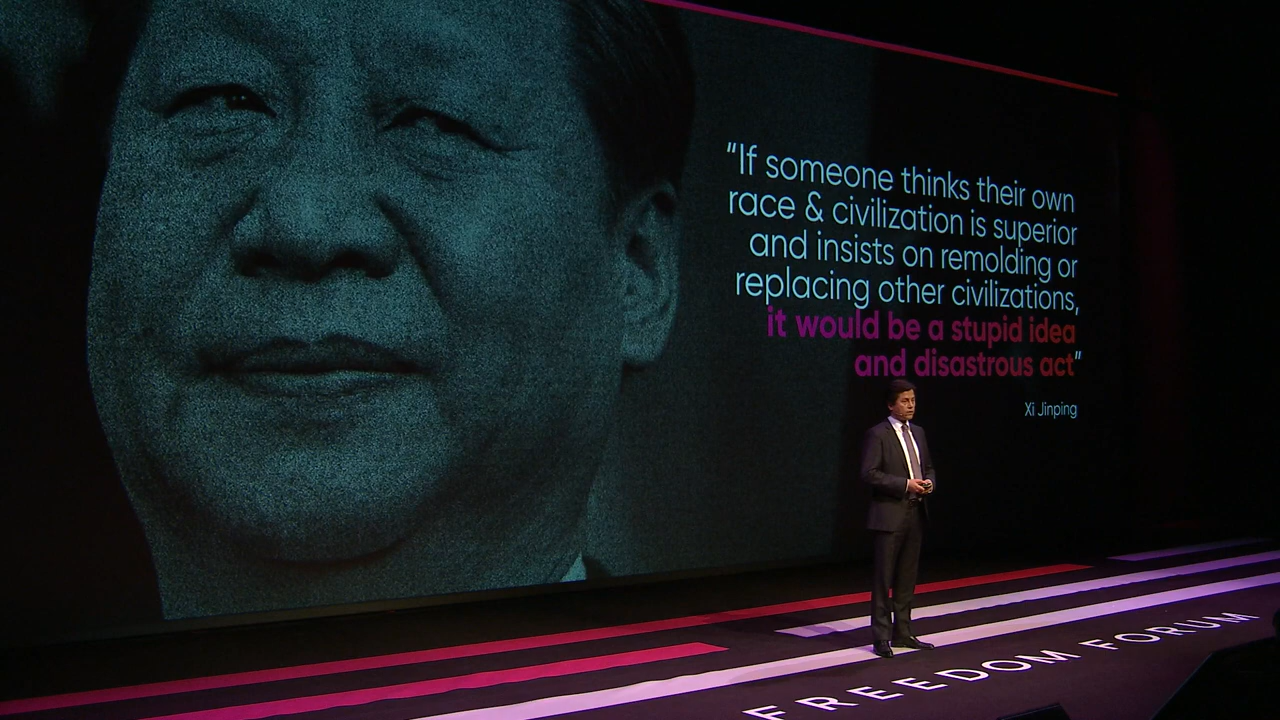 “If someone thinks their own
race & civilization is superior
and insists on remolding or
replacing other civilizations,
it would be a stupid idea
and disastrous act”
Xi Jinping
FREEDOM FORUM